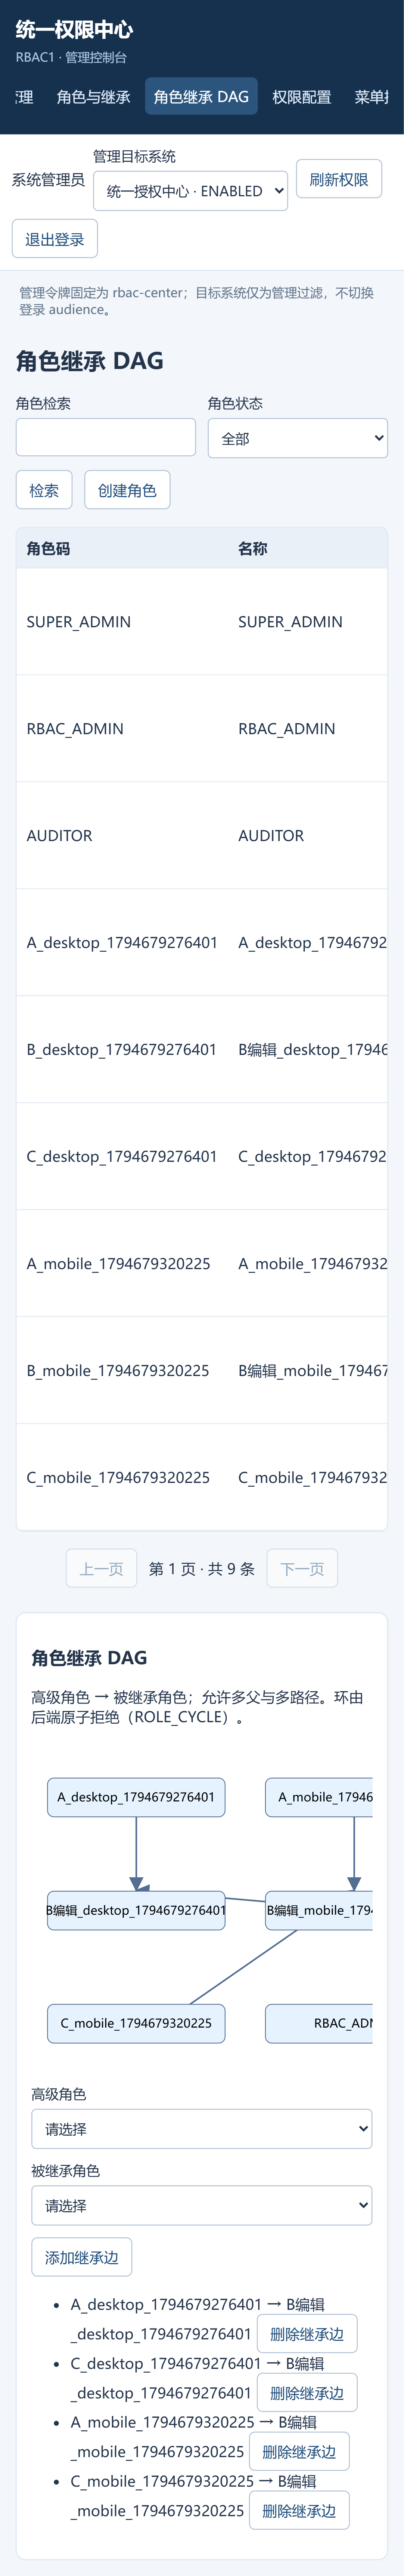 统一权限中心
RBAC1 · 管理控制台
管理 角色与继承 角色继承 DAG 权限配置 菜单
系统管理员
管理目标系统
统一授权中心 · ENABLED
刷新权限
退出登录
管理令牌固定为 rbac-center；目标系统仅为管理过滤，不切换
登录 audience。
角色继承 DAG
角色检索 角色状态
全部
检索 创建角色
角色码 名称
SUPER_ADMIN SUPER_ADMIN
RBAC_ADMIN RBAC_ADMIN
AUDITOR AUDITOR
A_desktop_1794679276401 A_desktop_17946792
B_desktop_1794679276401 B编辑_desktop_17946
C_desktop_1794679276401 C_desktop_17946792
A_mobile_1794679320225 A_mobile_179467932
B_mobile_1794679320225 B编辑_mobile_179467
C_mobile_1794679320225 C_mobile_179467932
上一页 第 1 页 · 共 9 条 下一页
角色继承 DAG
高级角色 → 被继承角色；允许多父与多路径。环由
后端原子拒绝（ROLE_CYCLE）。
A_desktop_1794679276401 A_mobile_17946
B编辑_desktop_1794679276401 B编辑_mobile_1794
C_mobile_1794679320225 RBAC_ADM
高级角色
请选择
被继承角色
请选择
添加继承边
• A_desktop_1794679276401 → B编辑
_desktop_1794679276401 删除继承边
• C_desktop_1794679276401 → B编辑
_desktop_1794679276401 删除继承边
• A_mobile_1794679320225 → B编辑
_mobile_1794679320225 删除继承边
• C_mobile_1794679320225 → B编辑
_mobile_1794679320225 删除继承边